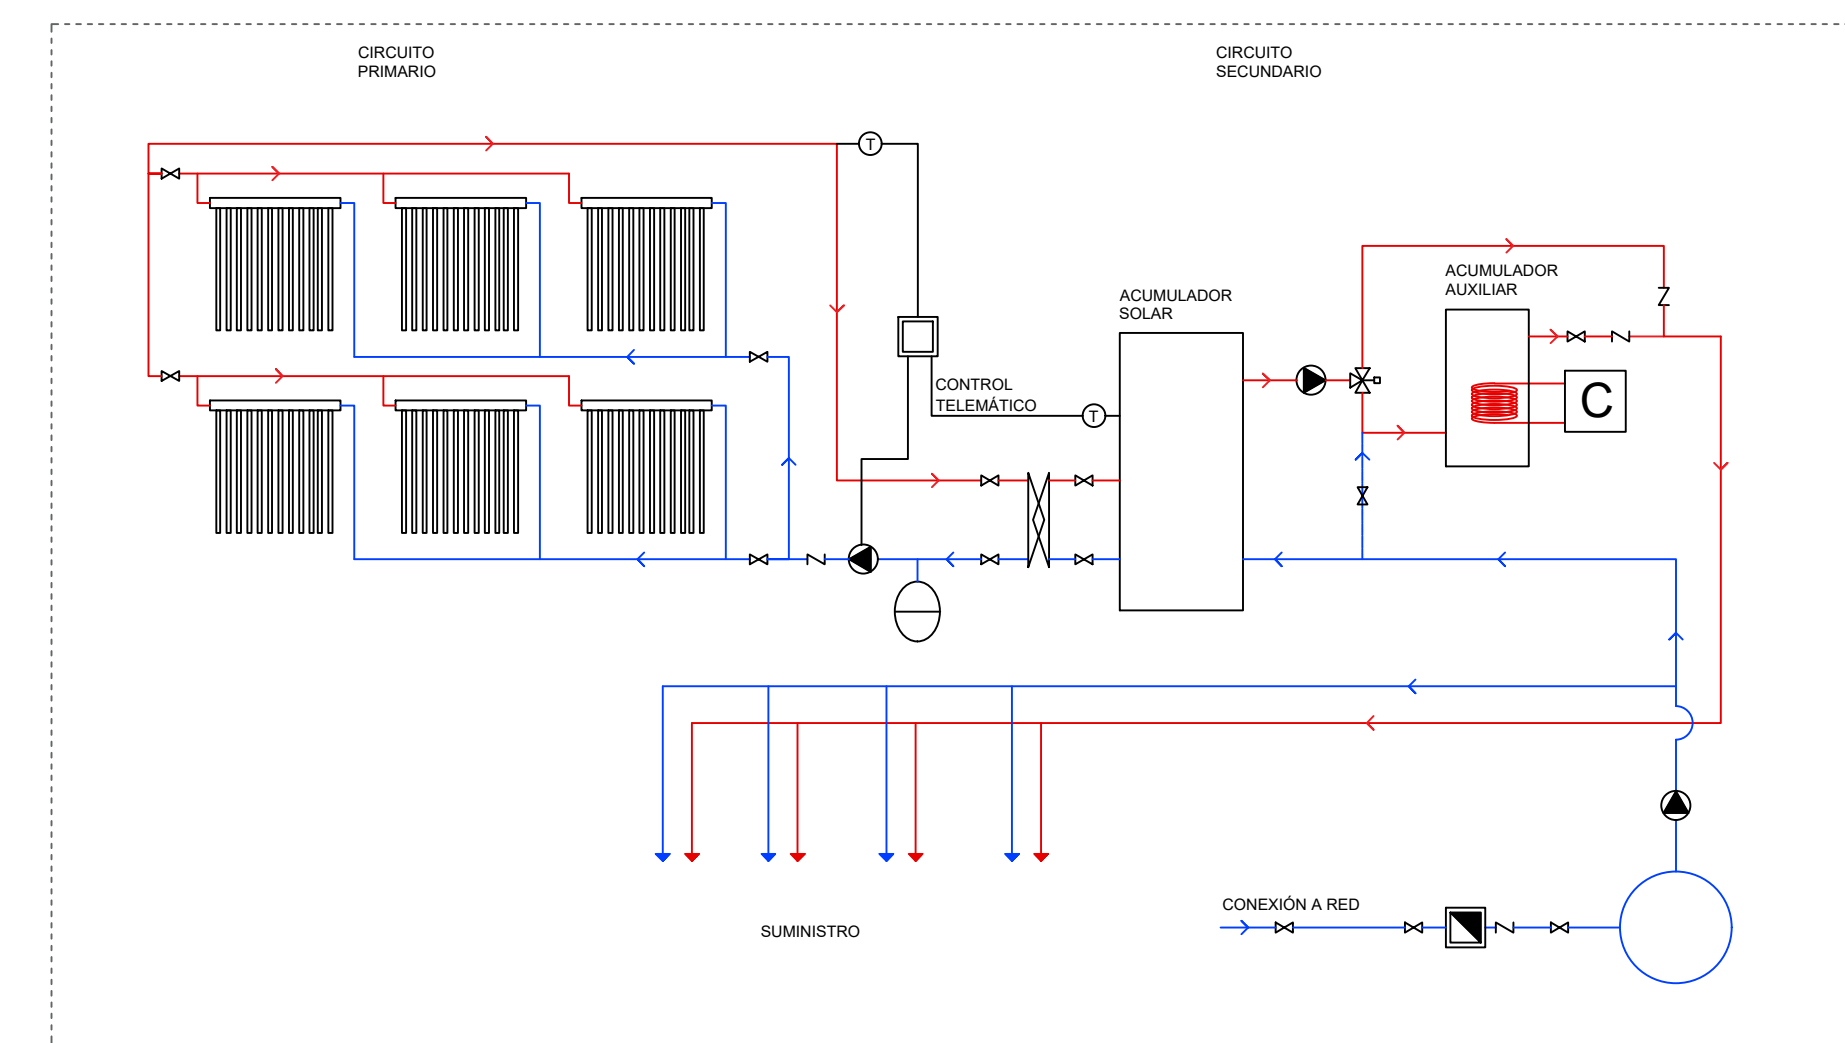 CIRCUITO
PRIMARIO
CIRCUITO
SECUNDARIO
T
ACUMULADOR
AUXILIAR
ACUMULADOR
SOLAR
CONTROL
TELEMÁTICO
T
C
CONEXIÓN A RED
SUMINISTRO